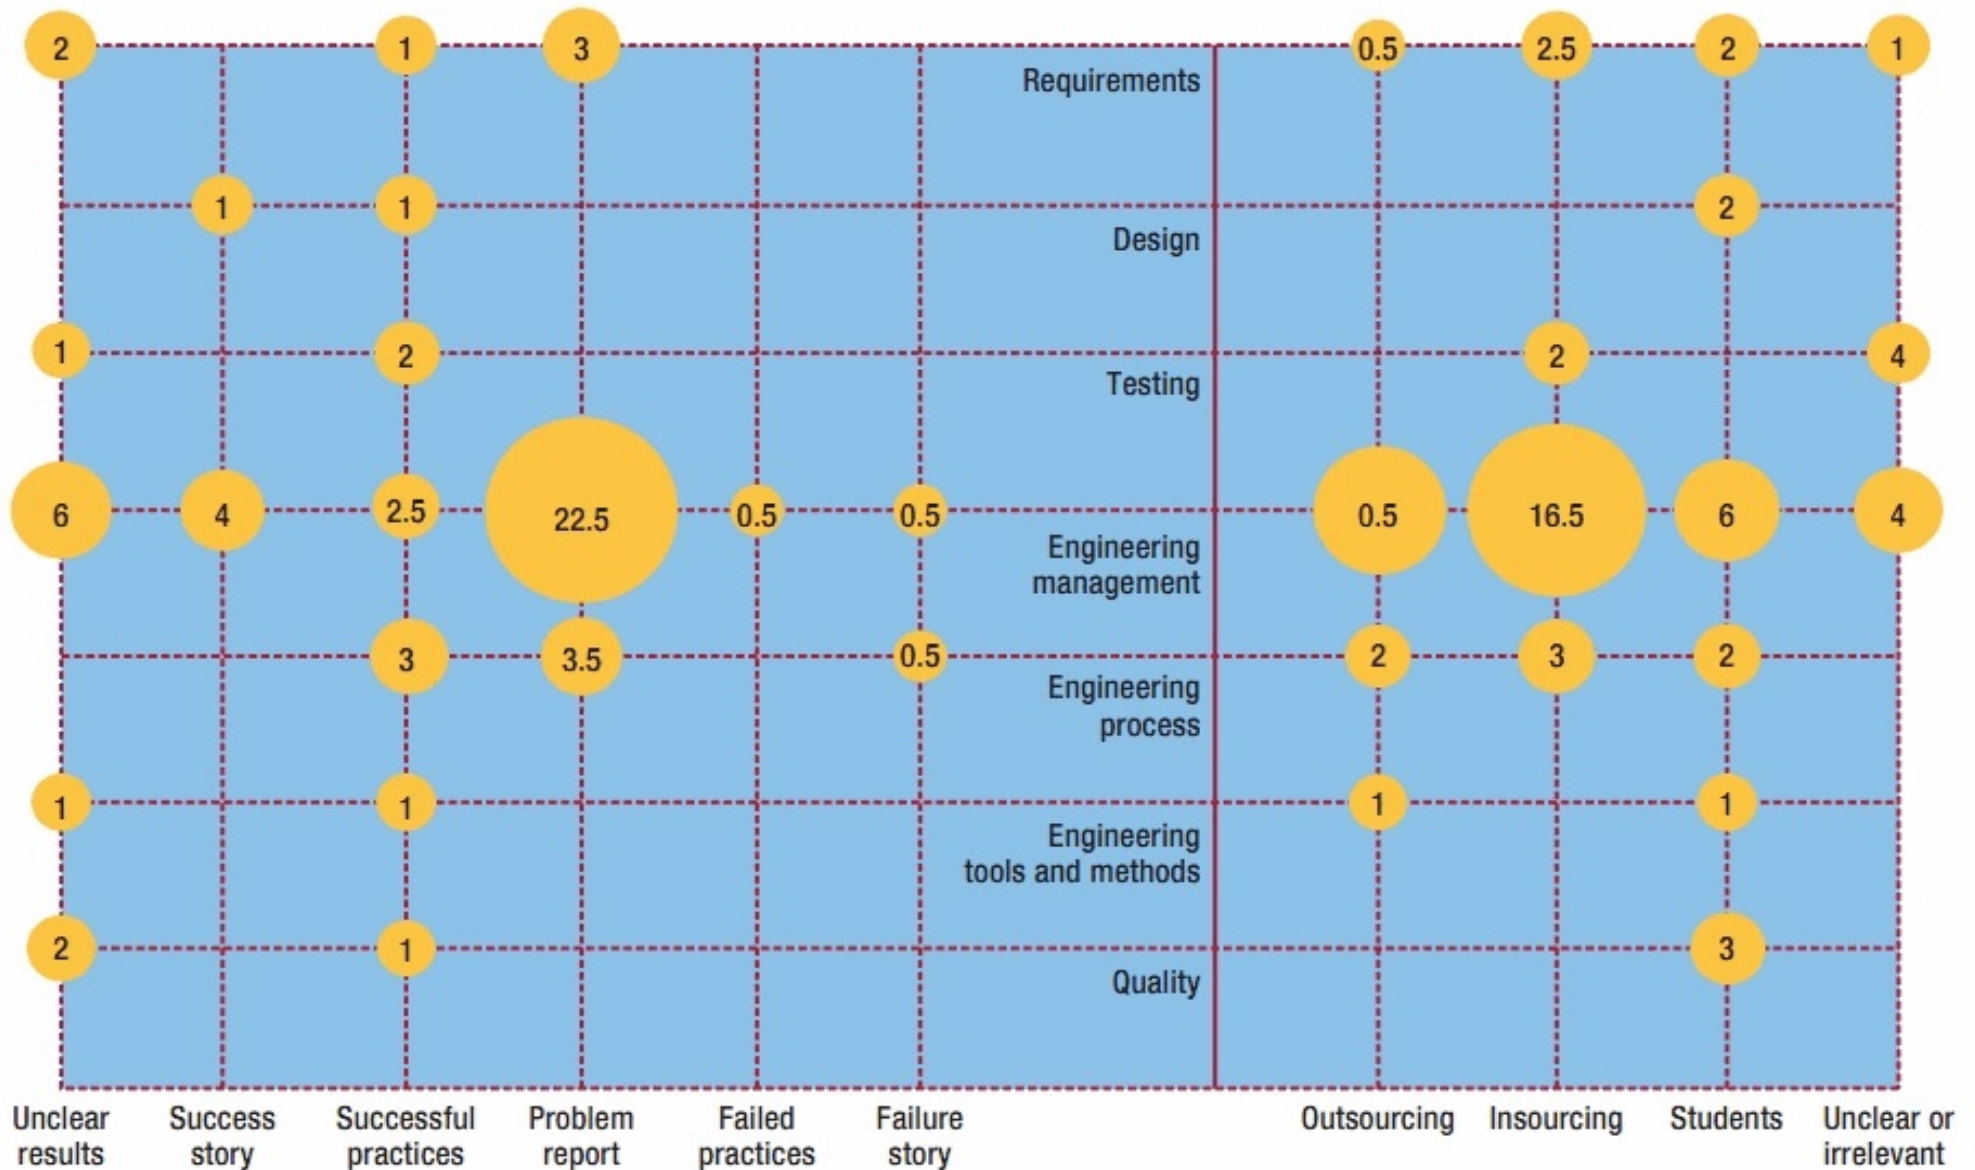 2 1 3 0.5 2.5 2 1
Requirements
1 1 2
Design
1 2 2 4
Testing
6 4 2.5 22.5 0.5 0.5 0.5 16.5 6 4
Engineering
management
3 3.5 0.5 2 3 2
Engineering
process
1 1 1 1
Engineering
tools and methods
2 1 3
Quality
Unclear Success Successful Problem Failed Failure Outsourcing Insourcing Students Unclear or
results story practices report practices story irrelevant